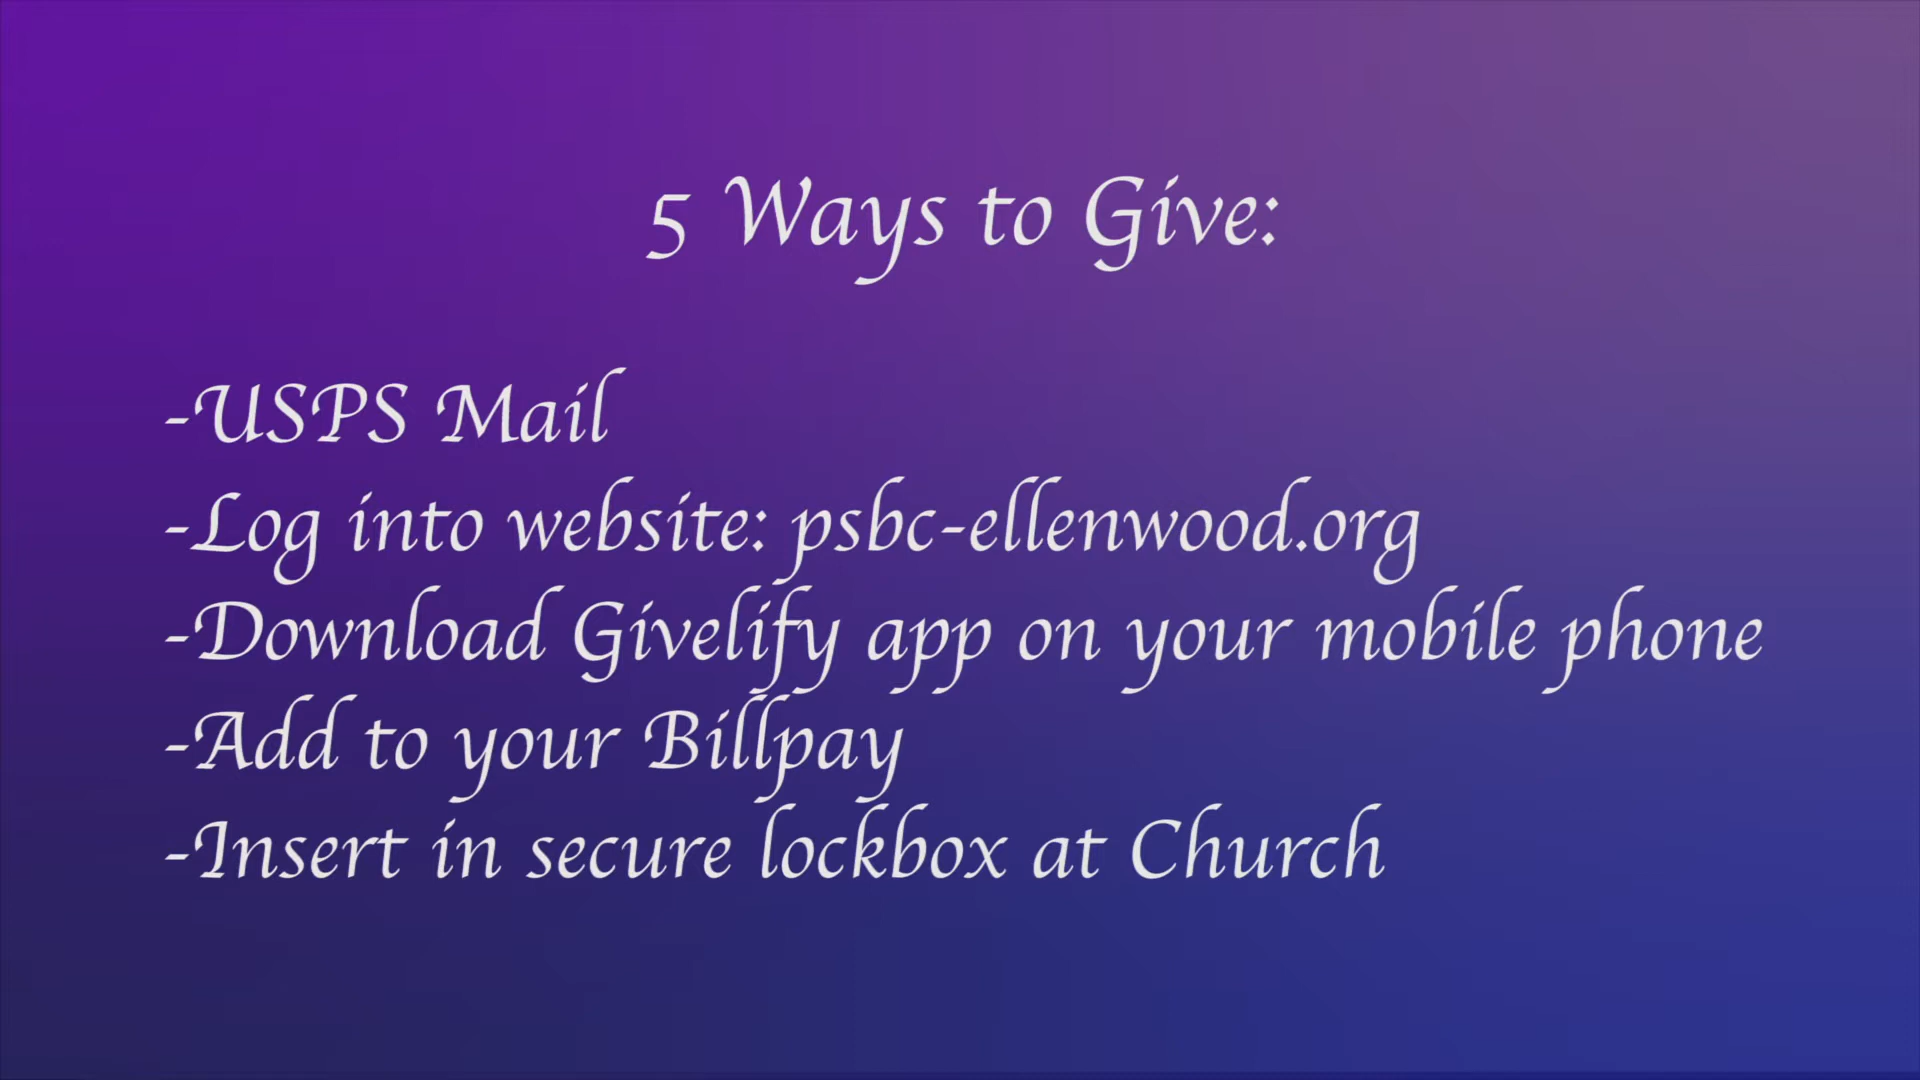 5 Ways to Give:
-USPS Mail
-Log into website: psbc-ellenwood.org
-Download Givelify app on your mobile phone
-Add to your Billpay
-Insert in secure lockbox at Church